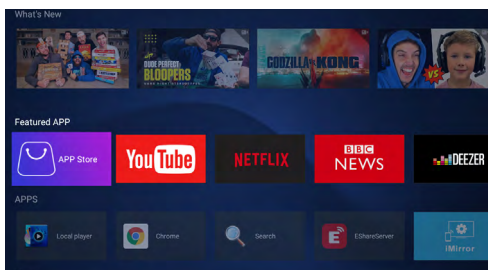 What's New
DUDE PERFECT
BLOOPERS
GODZILLA KONG
VS
Featured APP
APP Store
YouTube
NETFLIX
BBC
NEWS
DEEZER
APPS
Local player
Chrome
Search
E
EShareServer
iMirror